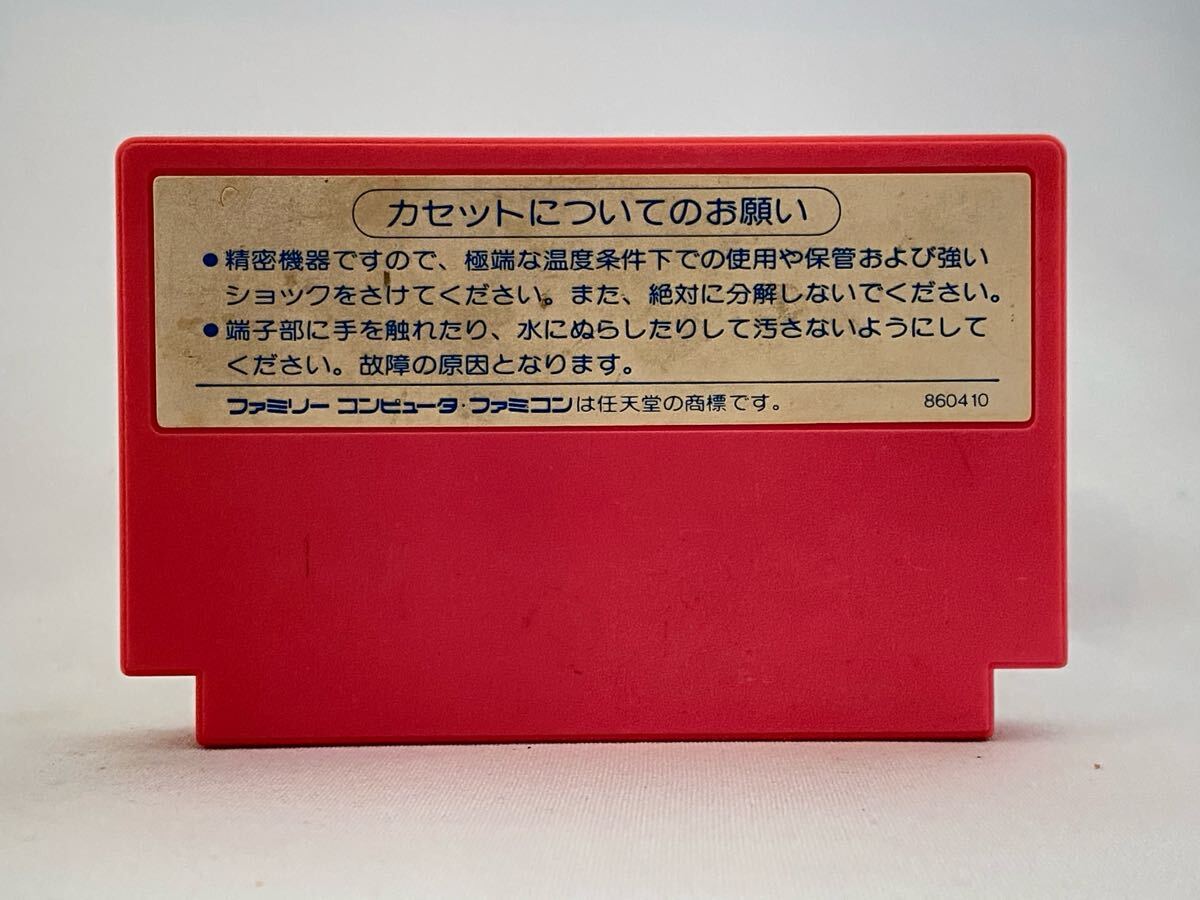 カセットについてのお願い
●精密機器ですので、極端な温度条件下での使用や保管および強い
ショックをさけてください。また、絶対に分解しないでください。
●端子部に手を触れたり、水にぬらしたりして汚さないようにして
ください。故障の原因となります。
ファミリー コンピュータ・ファミコンは任天堂の商標です。 860410